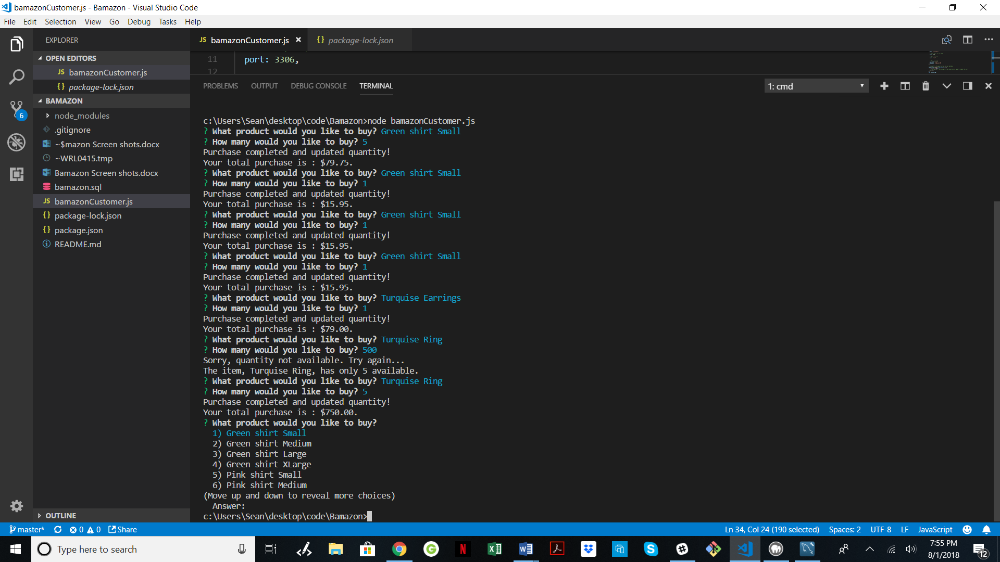 bamazonCustomer.js - Bamazon - Visual Studio Code
File Edit Selection View Go Debug Tasks Help
EXPLORER
OPEN EDITORS
JS bamazonCustomer.js
{} package-lock.json
BAMAZON
node_modules
.gitignore
~$mazon Screen shots.docx
~WRL0415.tmp
Bamazon Screen shots.docx
bamazon.sql
JS bamazonCustomer.js
{} package-lock.json
{} package.json
README.md
OUTLINE
6
JS bamazonCustomer.js
{} package-lock.json
11 port: 3306,
12
PROBLEMS OUTPUT DEBUG CONSOLE TERMINAL
1: cmd
c:\Users\Sean\desktop\code\Bamazon>node bamazonCustomer.js
? What product would you like to buy? Green shirt Small
? How many would you like to buy? 5
Purchase completed and updated quantity!
Your total purchase is : $79.75.
? What product would you like to buy? Green shirt Small
? How many would you like to buy? 1
Purchase completed and updated quantity!
Your total purchase is : $15.95.
? What product would you like to buy? Green shirt Small
? How many would you like to buy? 1
Purchase completed and updated quantity!
Your total purchase is : $15.95.
? What product would you like to buy? Green shirt Small
? How many would you like to buy? 1
Purchase completed and updated quantity!
Your total purchase is : $15.95.
? What product would you like to buy? Turquise Earrings
? How many would you like to buy? 1
Purchase completed and updated quantity!
Your total purchase is : $79.00.
? What product would you like to buy? Turquise Ring
? How many would you like to buy? 500
Sorry, quantity not available. Try again...
The item, Turquise Ring, has only 5 available.
? What product would you like to buy? Turquise Ring
? How many would you like to buy? 5
Purchase completed and updated quantity!
Your total purchase is : $750.00.
? What product would you like to buy?
1) Green shirt Small
2) Green shirt Medium
3) Green shirt Large
4) Green shirt XLarge
5) Pink shirt Small
6) Pink shirt Medium
(Move up and down to reveal more choices)
Answer:
c:\Users\Sean\desktop\code\Bamazon>
master* 0 0 Share
Ln 34, Col 24 (190 selected) Spaces: 2 UTF-8 LF JavaScript
Type here to search
7:55 PM
8/1/2018
12